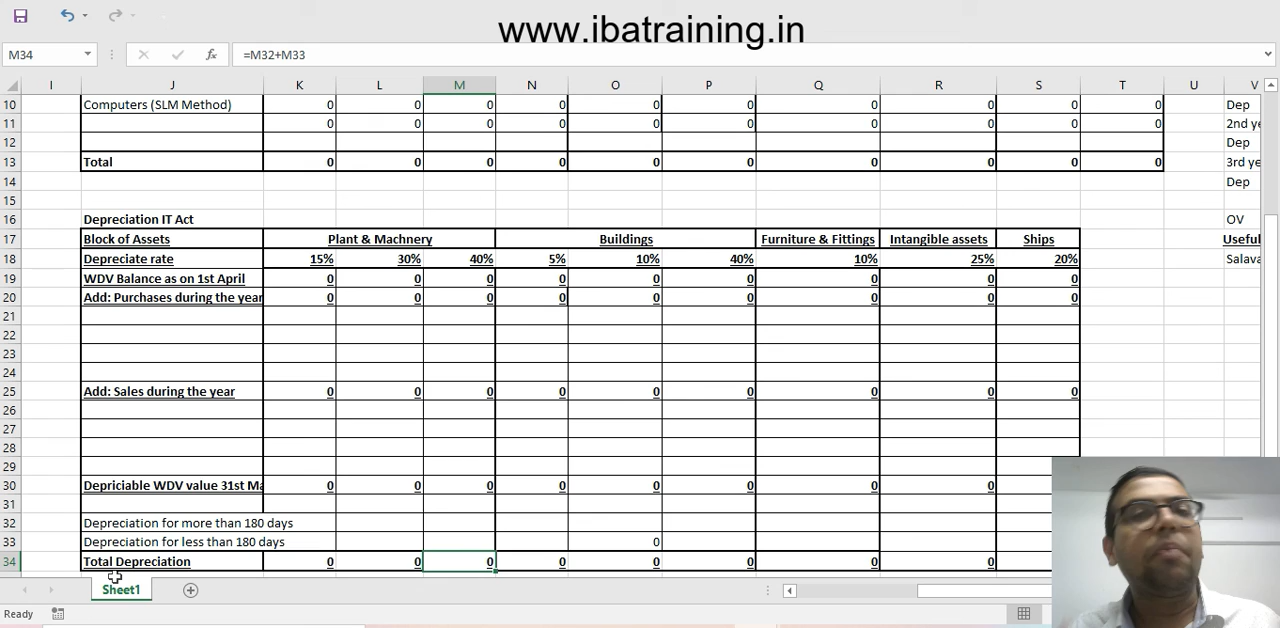 www.ibatraining.in
M34 =M32+M33
I J K L M N O P Q R S T U V
10 Computers (SLM Method) 0 0 0 0 0 0 0 0 0 0 Dep
11 0 0 0 0 0 0 0 0 0 0 2nd ye
12 Dep
13 Total 0 0 0 0 0 0 0 0 0 0 3rd ye
14 Dep
15
16 Depreciation IT Act OV
17 Block of Assets Plant & Machnery Buildings Furniture & Fittings Intangible assets Ships Useful
18 Depreciate rate 15% 30% 40% 5% 10% 40% 10% 25% 20% Salava
19 WDV Balance as on 1st April 0 0 0 0 0 0 0 0 0
20 Add: Purchases during the year 0 0 0 0 0 0 0 0 0
21
22
23
24
25 Add: Sales during the year 0 0 0 0 0 0 0 0 0
26
27
28
29
30 Depriciable WDV value 31st Ma 0 0 0 0 0 0 0 0
31
32 Depreciation for more than 180 days
33 Depreciation for less than 180 days 0
34 Total Depreciation 0 0 0 0 0 0 0 0
Sheet1
Ready